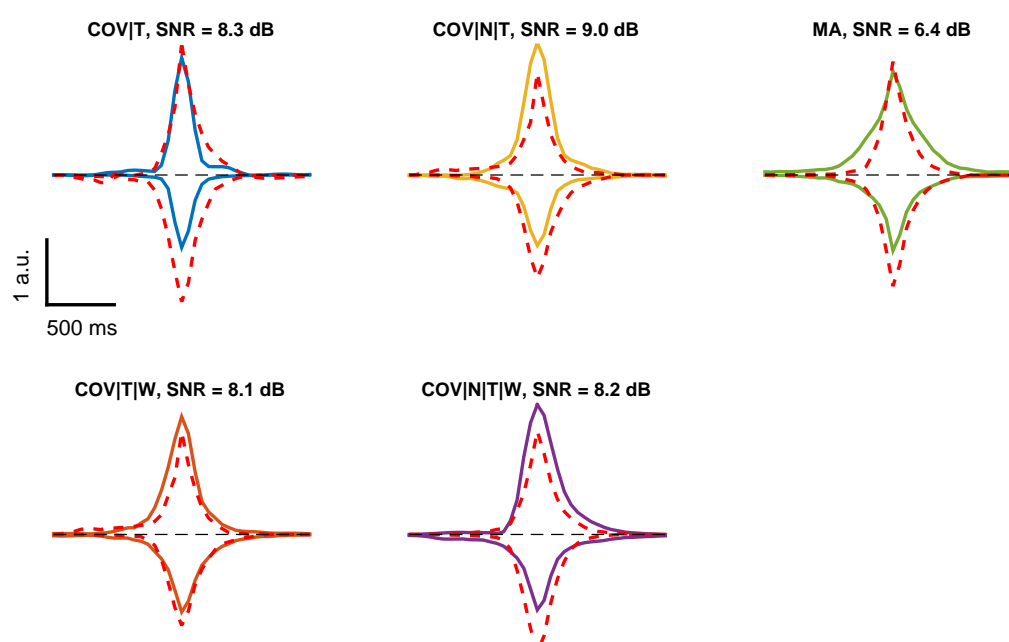 COV|T, SNR = 8.3 dB
COV|N|T, SNR = 9.0 dB
MA, SNR = 6.4 dB
1 a.u.
500 ms
COV|T|W, SNR = 8.1 dB
COV|N|T|W, SNR = 8.2 dB